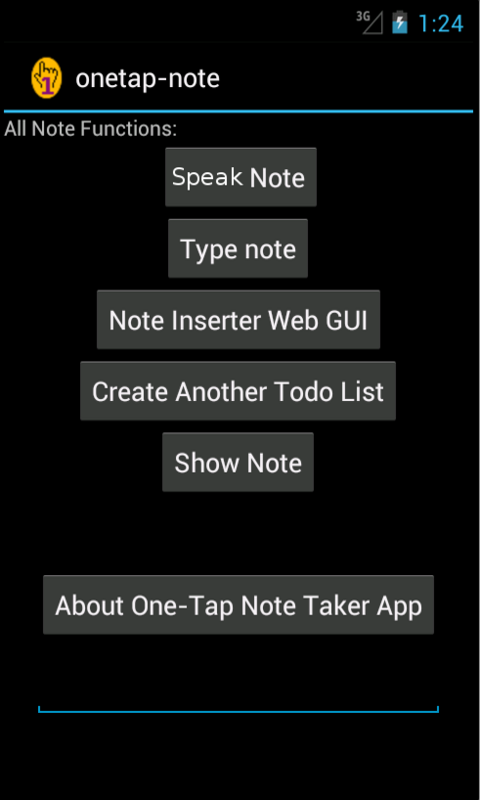 3G 1:24
1 onetap-note
All Note Functions:
Speak Note
Type note
Note Inserter Web GUI
Create Another Todo List
Show Note
About One-Tap Note Taker App